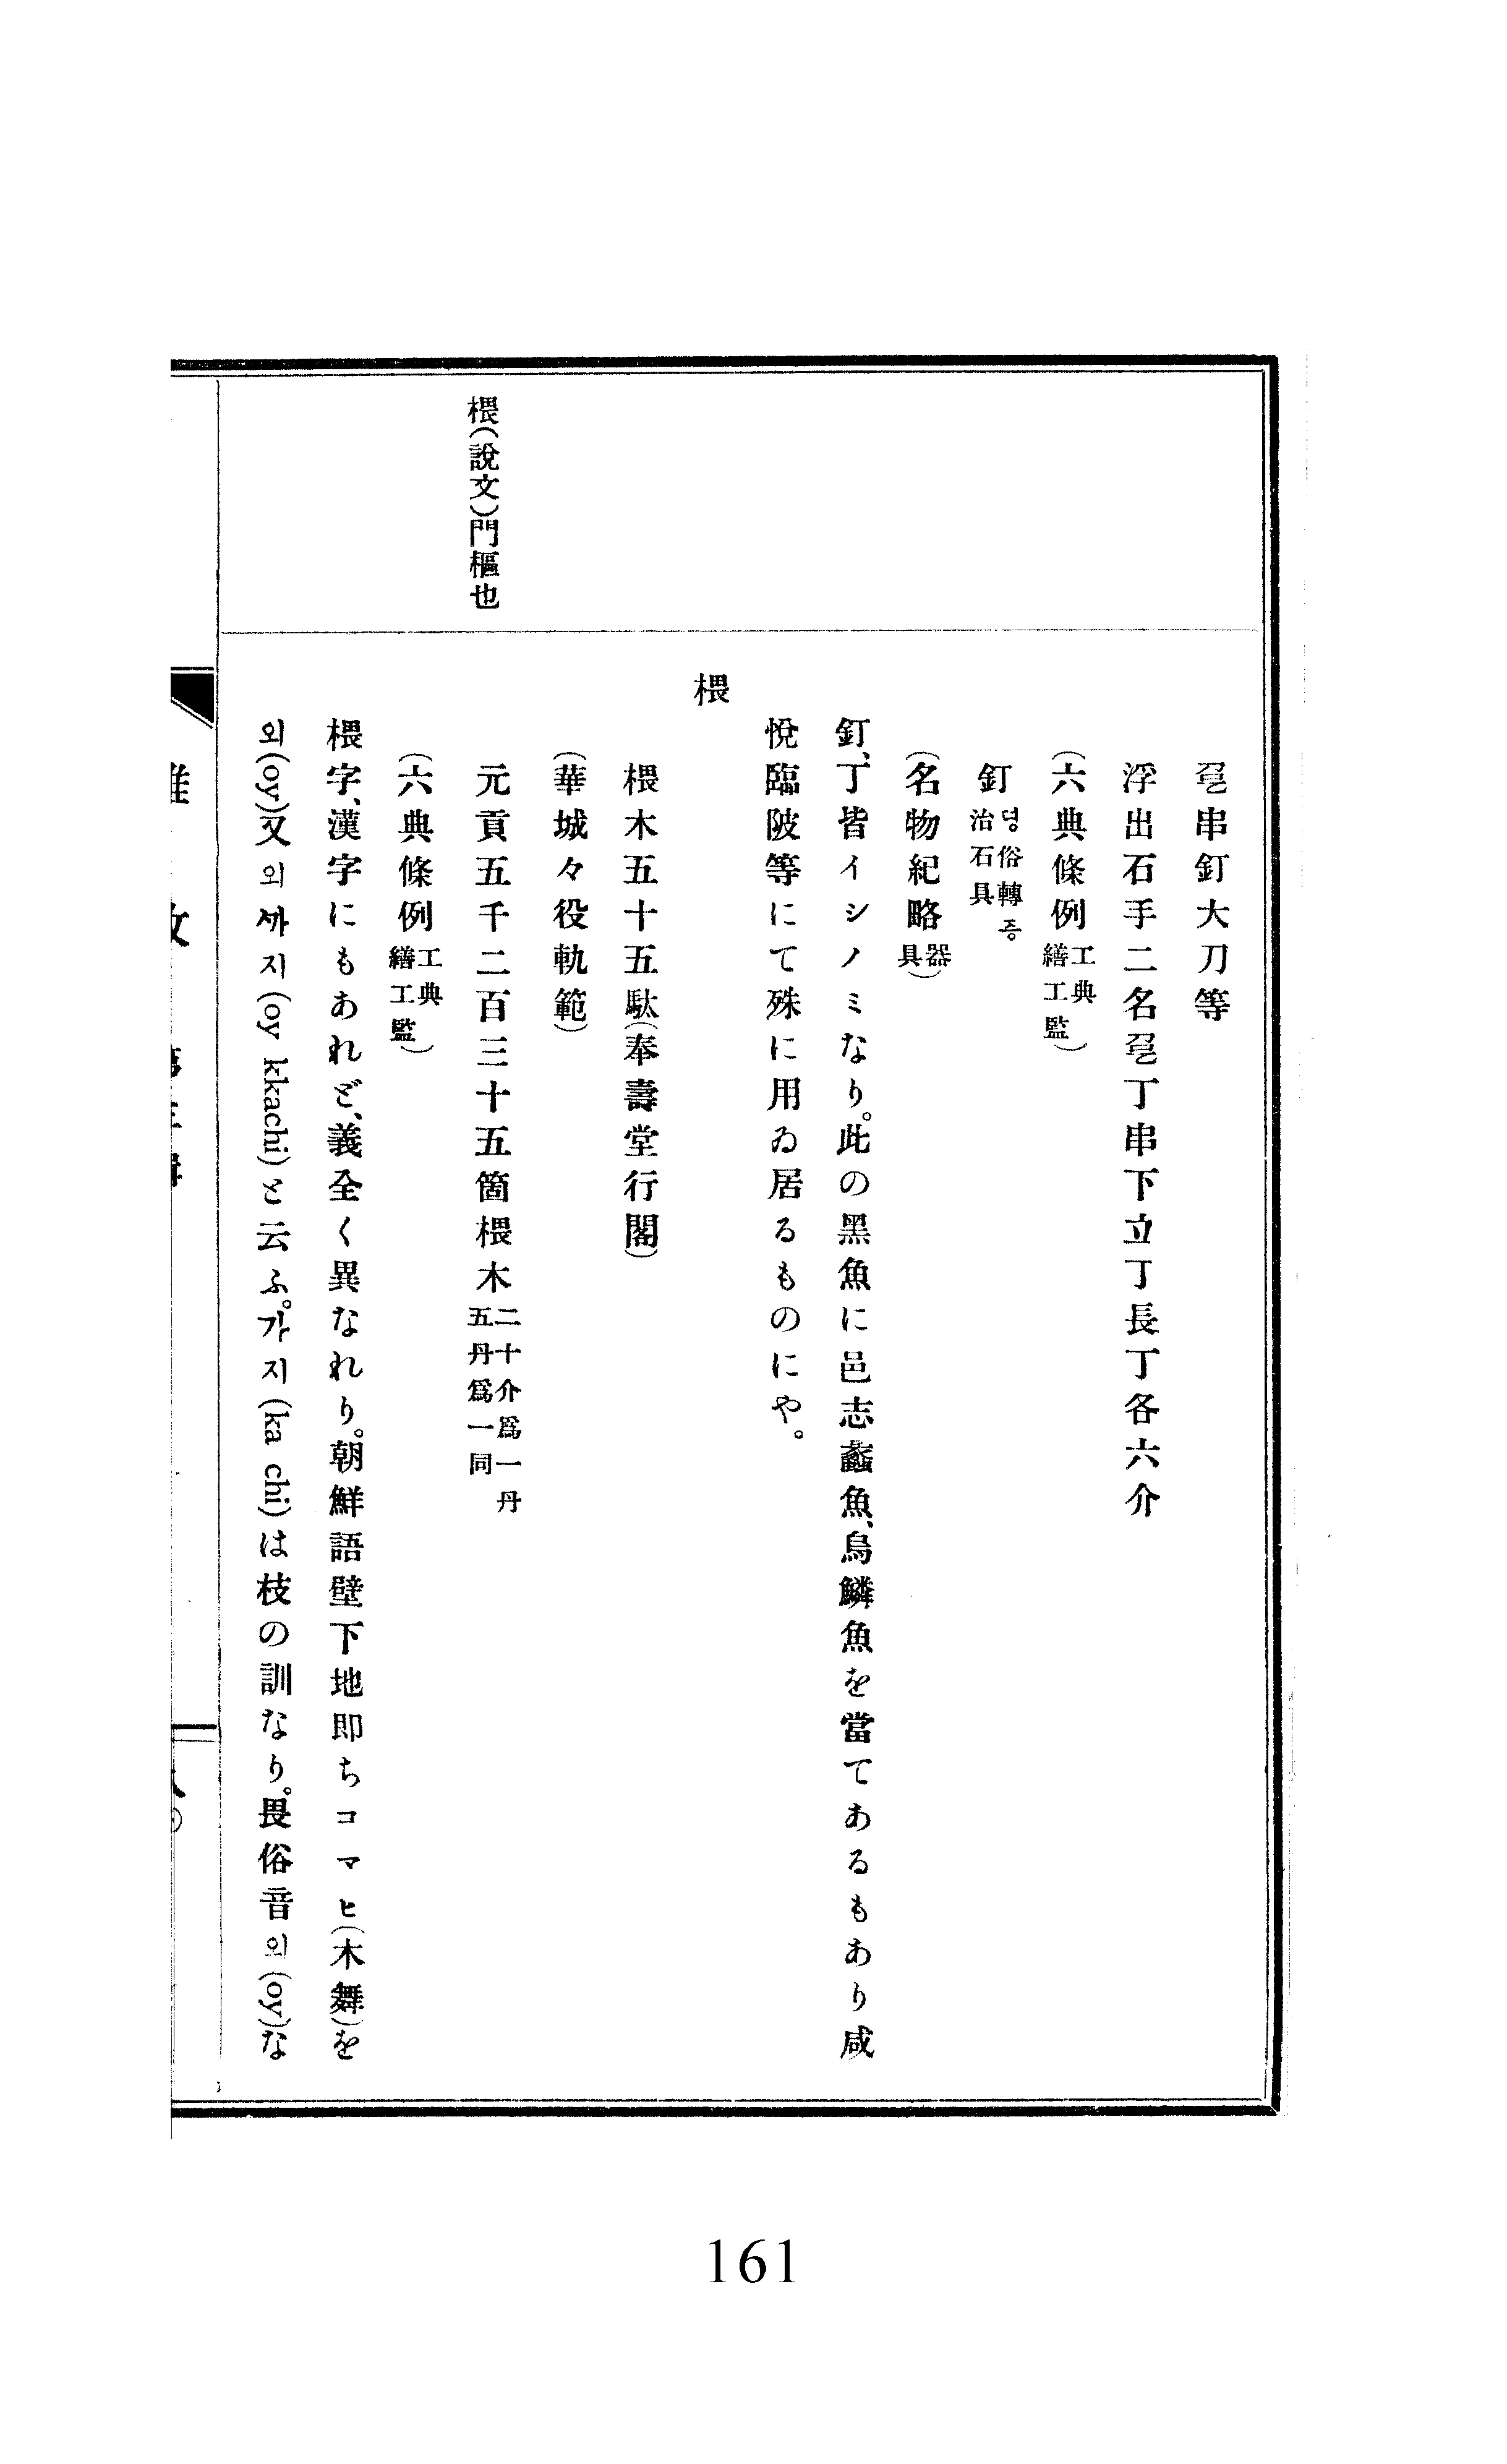 椳(說文)門樞也
乬串釘大刀等
浮出石手二名乬丁串下立丁長丁各六介
(六典條例工典繕工監)
釘뎡俗轉증治石具
(名物紀略器具)
釘、丁皆イシノミなり。此の黑魚に邑志蠡魚、烏鱗魚を當てあるもあり咸
悅臨陂等にて殊に用ゐ居るものにや。
椳
椳木五十五駄(奉壽堂行閣)
(華城々役軌範)
元貢五千二百三十五箇椳木二十介爲一丹五丹爲一同
(六典條例工典繕工監)
椳字、漢字にもあれど、義全く異なれり。朝鮮語壁下地即ちコマヒ(木舞)を
외(oy)又외ᄭᅡ지(oy kkachi)と云ふ。가지(ka chi)は枝の訓なり。畏俗音외(oy)な
161